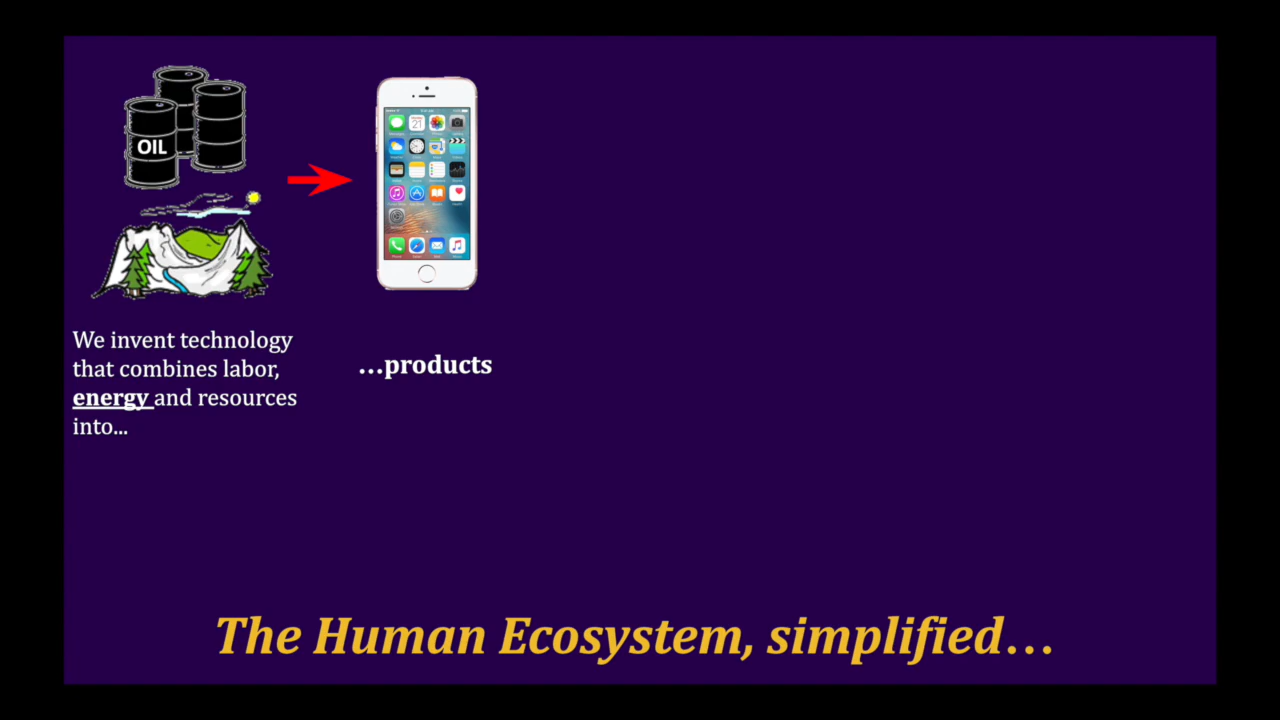 OIL
We invent technology
that combines labor,
energy and resources
into...
...products
The Human Ecosystem, simplified...